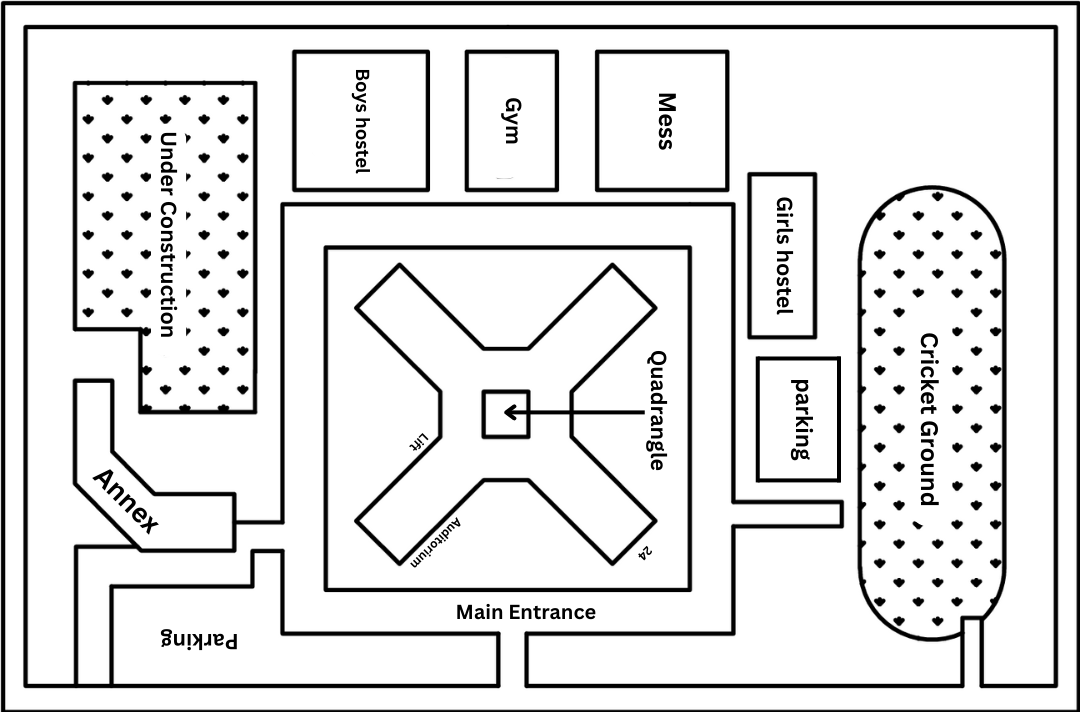 Boys hostel
Gym
Mess
Under Construction
Girls hostel
Cricket Ground
Quadrangle
parking
Lift
Annex
Auditorium
24
Main Entrance
Parking